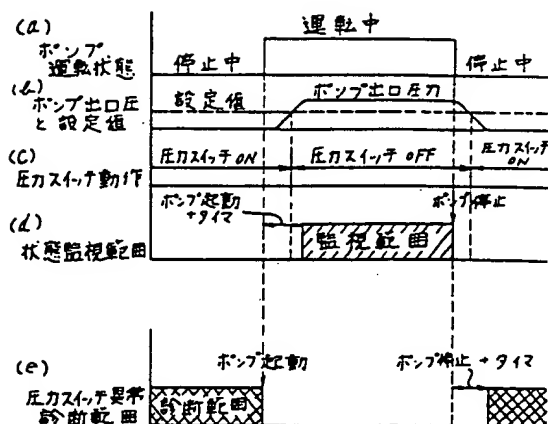 (a)
ポンプ
運転状態
停止中
運転中
停止中
(b)
ポンプ出口圧
と設定値
設定値
ポンプ出口圧力
(c)
圧力スイッチ動作
圧力スイッチON
圧力スイッチOFF
圧力スイッチ
ON
(d)
状態監視範囲
ポンプ起動
+タイマ
監視範囲
ポンプ停止
(e)
圧力スイッチ異常
診断範囲
診断範囲
ポンプ起動
ポンプ停止+タイマ